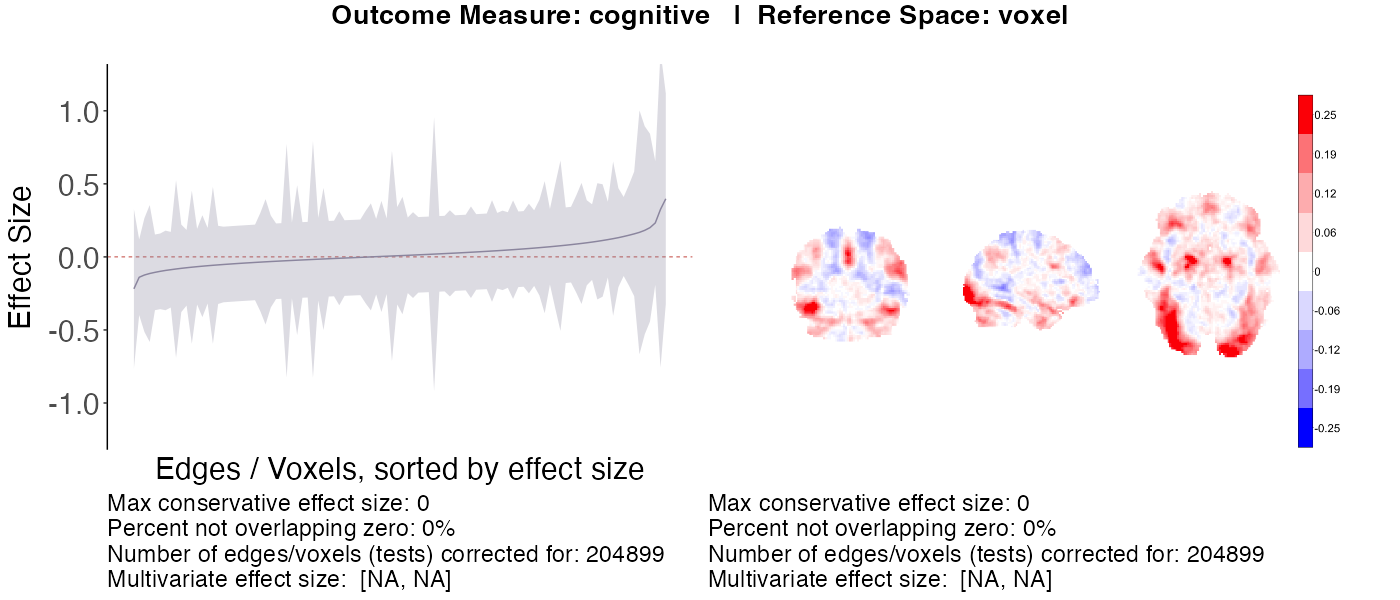 Outcome Measure: cognitive | Reference Space: voxel
Effect Size
1.0
0.5
0.0
-0.5
-1.0
Edges / Voxels, sorted by effect size
Max conservative effect size: 0
Percent not overlapping zero: 0%
Number of edges/voxels (tests) corrected for: 204899
Multivariate effect size: [NA, NA]
0.25
0.19
0.12
0.06
0
-0.06
-0.12
-0.19
-0.25
Max conservative effect size: 0
Percent not overlapping zero: 0%
Number of edges/voxels (tests) corrected for: 204899
Multivariate effect size: [NA, NA]